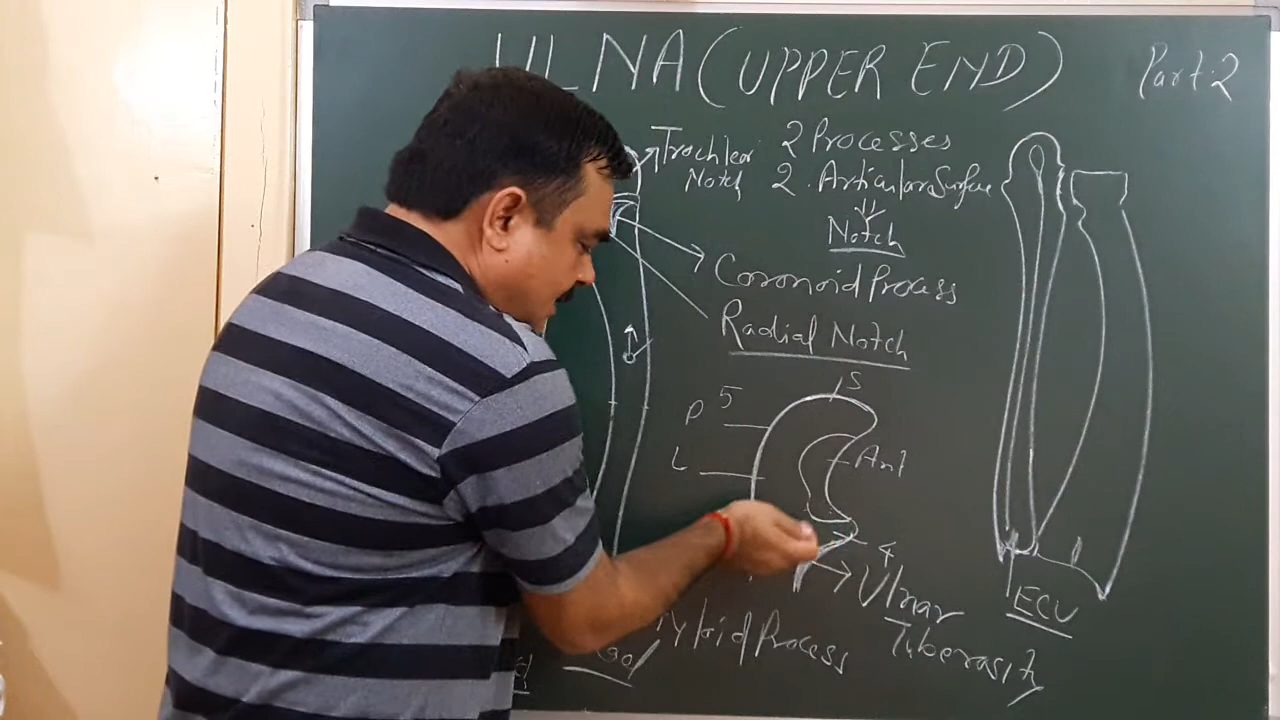 ULNA (UPPER END)
Part: 2
Trochlear 2 Processes
Notch 2. Articular Surface
Notch
Coronoid Process
Radial Notch
S
P 5
L
Ant
4
Ulnar
Tuberosity
Process
ECU